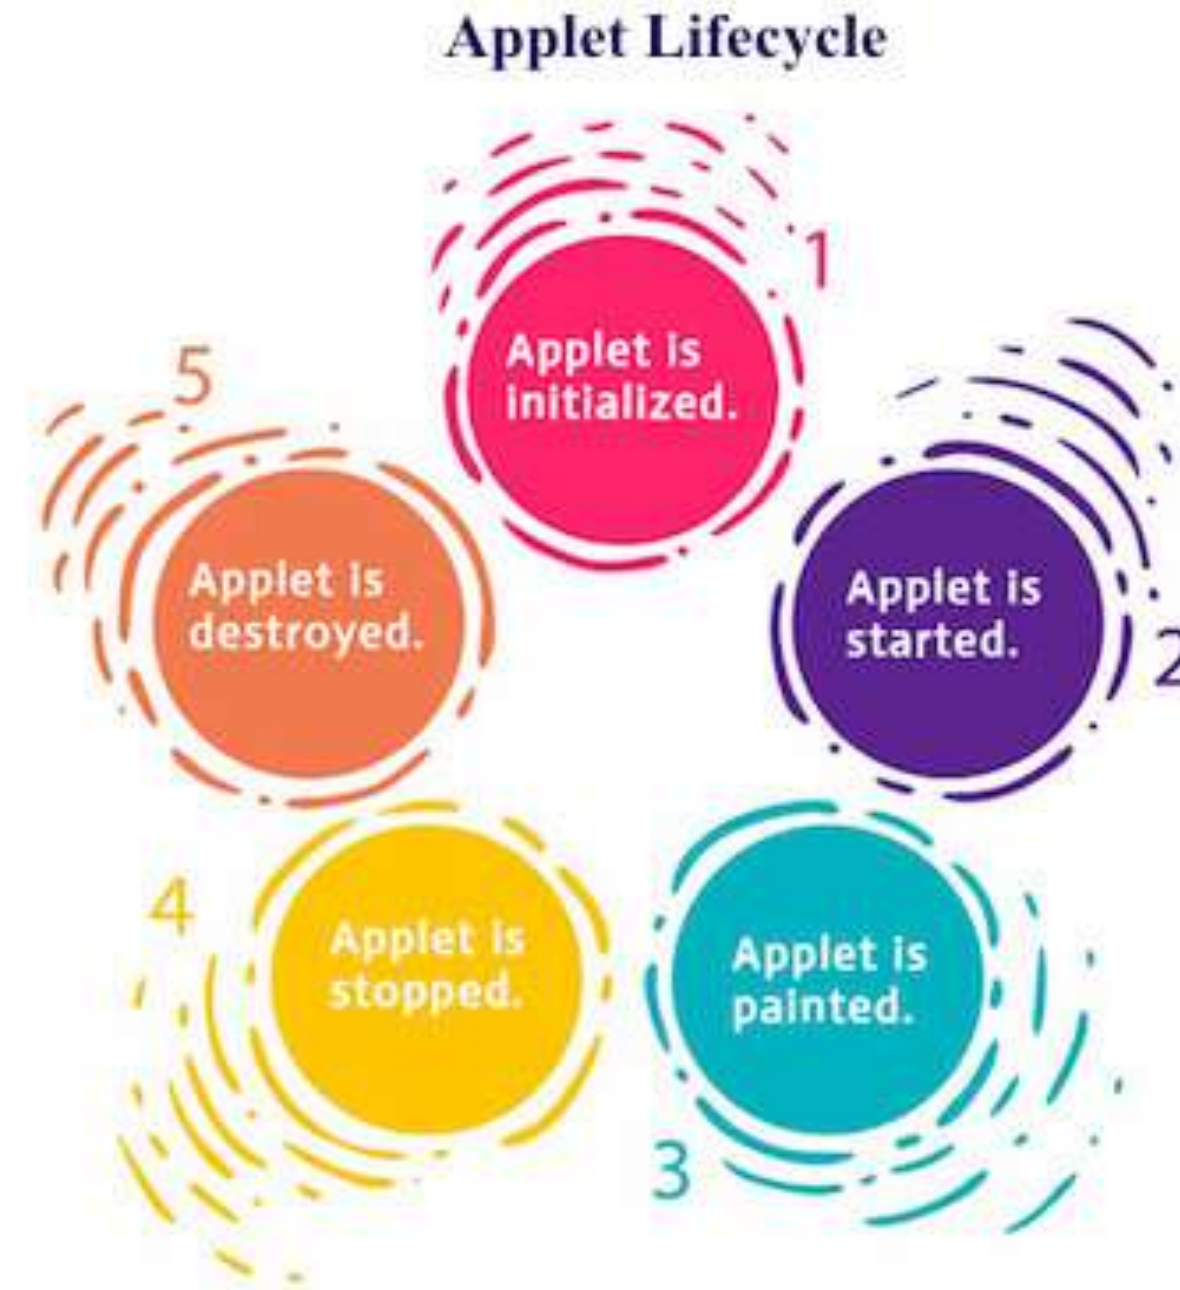 Applet Lifecycle
1
Applet is
initialized.
2
Applet is
started.
3
Applet is
painted.
4
Applet is
stopped.
5
Applet is
destroyed.